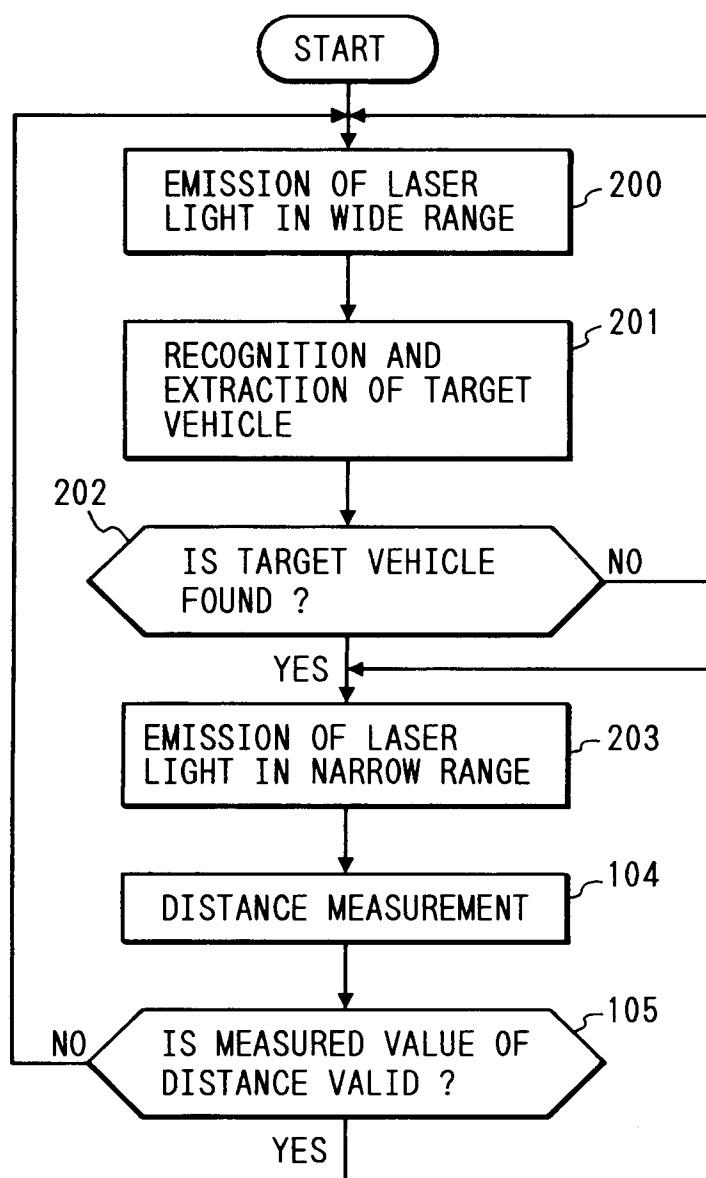 START
EMISSION OF LASER
LIGHT IN WIDE RANGE
200
RECOGNITION AND
EXTRACTION OF TARGET
VEHICLE
201
202
IS TARGET VEHICLE
FOUND ?
NO
YES
EMISSION OF LASER
LIGHT IN NARROW RANGE
203
DISTANCE MEASUREMENT
104
NO
IS MEASURED VALUE OF
DISTANCE VALID ?
105
YES